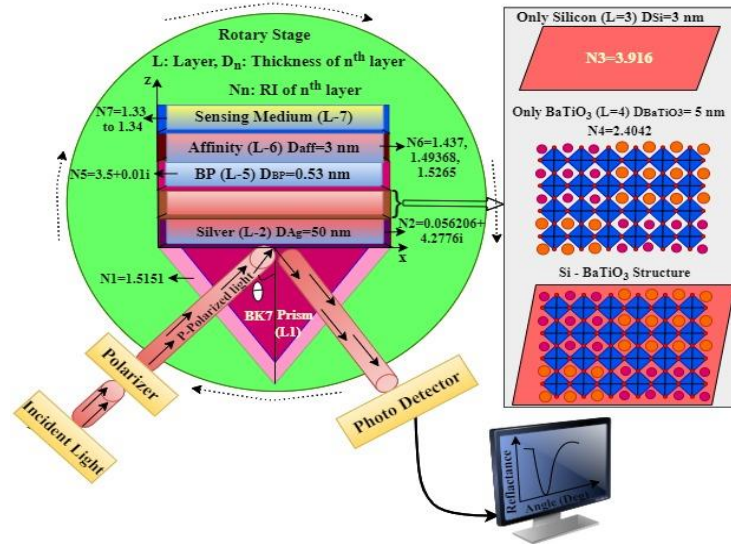 Rotary Stage
L: Layer, Dn: Thickness of nth layer
Nn: RI of nth layer
z
N7=1.33
to 1.34
Sensing Medium (L-7)
Affinity (L-6) Daff=3 nm
N6=1.437,
1.49368,
1.5265
N5=3.5+0.01i
BP (L-5) DBP=0.53 nm
Silver (L-2) DAg=50 nm
N2=0.056206+
4.2776i
x
N1=1.5151
P-Polarized light
BK7 Prism
(L1)
Polarizer
Incident Light
Photo Detector
Only Silicon (L=3) DSi=3 nm
N3=3.916
Only BaTiO3 (L=4) DBaTiO3= 5 nm
N4=2.4042
Si - BaTiO3 Structure
Reflectance
Angle (Deg)